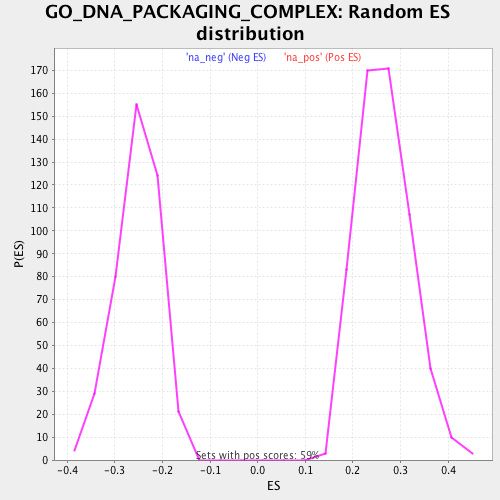 GO_DNA_PACKAGING_COMPLEX: Random ES
distribution
'na_neg' (Neg ES) 'na_pos' (Pos ES)
170
160
150
140
130
120
110
100
90
80
70
60
50
40
30
20
10
0
P(ES)
Sets with pos scores: 59%
-0.4 -0.3 -0.2 -0.1 0.0 0.1 0.2 0.3 0.4
ES